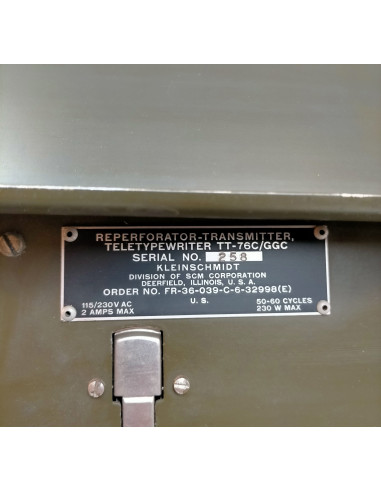 REPERFORATOR-TRANSMITTER,
TELETYPEWRITER TT-76C/GGC
SERIAL NO. 258
KLEINSCHMIDT
DIVISION OF SCM CORPORATION
DEERFIELD, ILLINOIS, U. S. A.
ORDER NO. FR-36-039-C-6-32998(E)
115/230V AC U. S. 50-60 CYCLES
2 AMPS MAX 230 W MAX